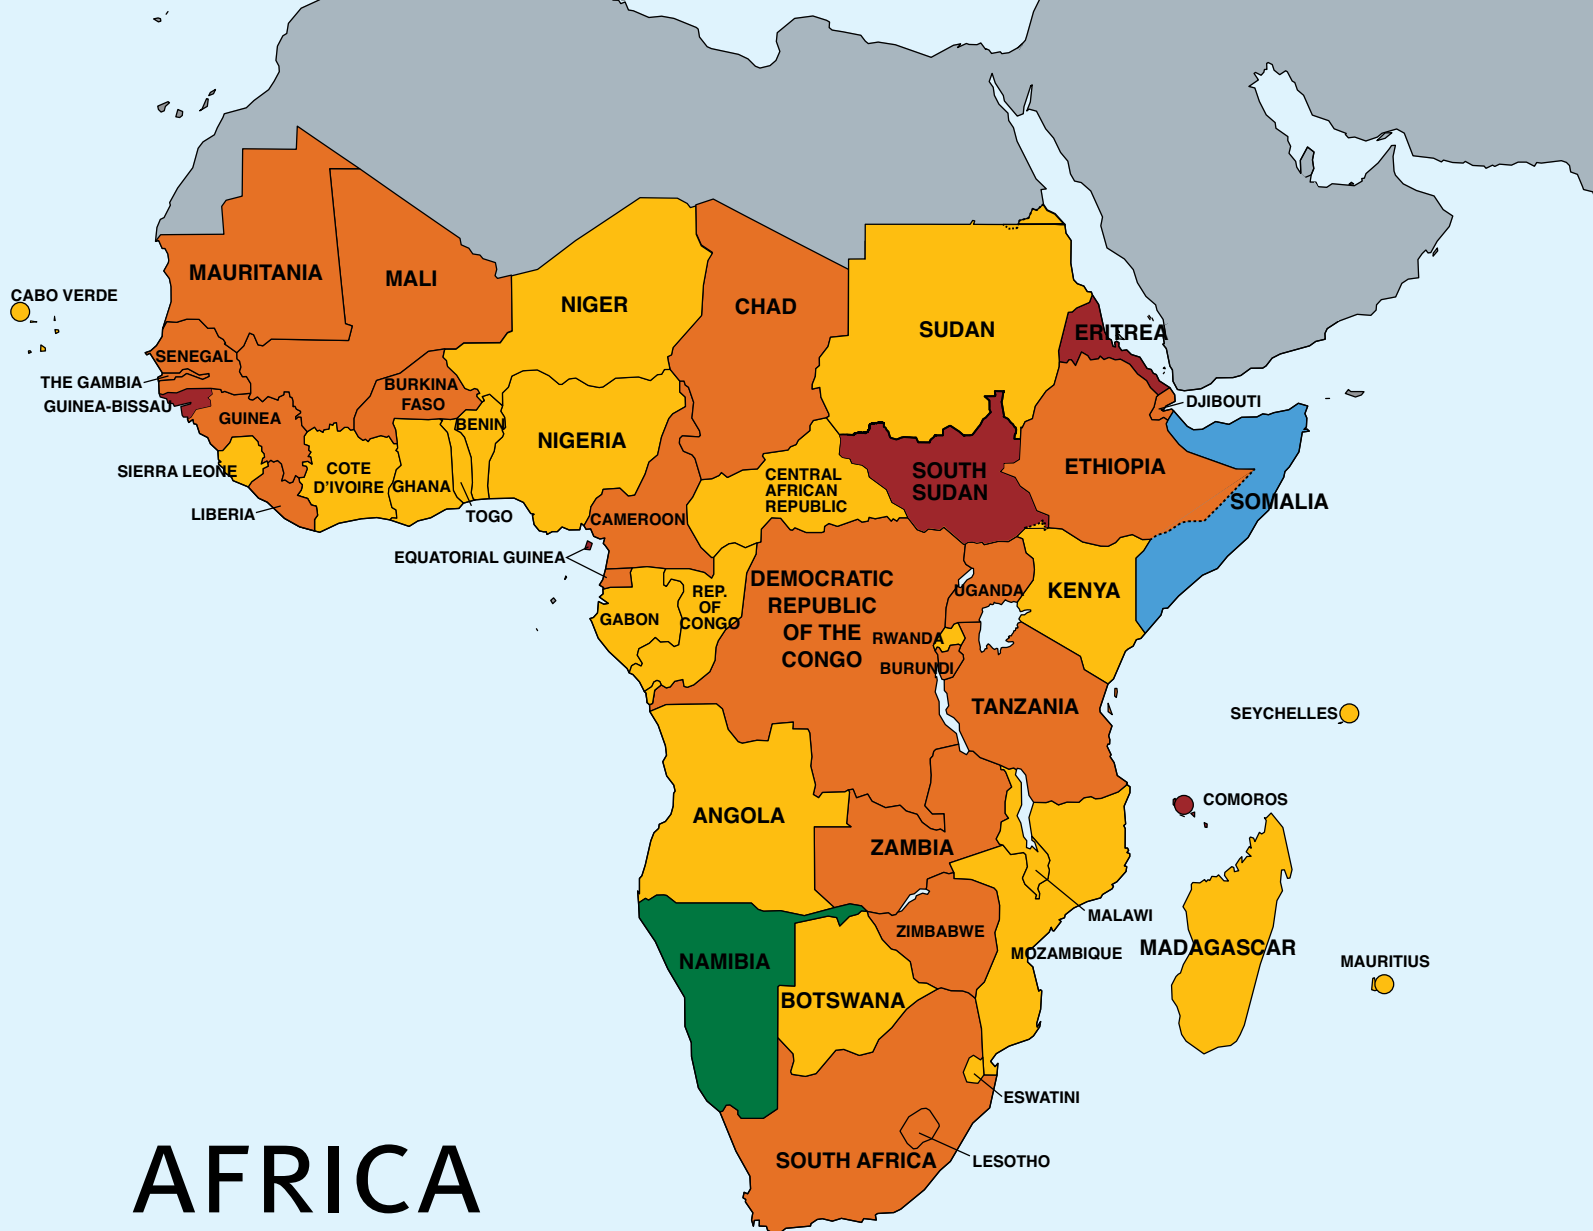 MAURITANIA
MALI
NIGER
CHAD
SUDAN
ERITREA
CABO VERDE
SENEGAL
THE GAMBIA
GUINEA-BISSAU
GUINEA
BURKINA
FASO
BENIN
NIGERIA
DJIBOUTI
SIERRA LEONE
COTE
D'IVOIRE
GHANA
LIBERIA
TOGO
CENTRAL
AFRICAN
REPUBLIC
SOUTH
SUDAN
ETHIOPIA
SOMALIA
CAMEROON
EQUATORIAL GUINEA
GABON
REP.
OF
CONGO
DEMOCRATIC
REPUBLIC
OF THE
CONGO
UGANDA
KENYA
RWANDA
BURUNDI
TANZANIA
SEYCHELLES
COMOROS
ANGOLA
ZAMBIA
MALAWI
NAMIBIA
ZIMBABWE
MOZAMBIQUE
MADAGASCAR
MAURITIUS
BOTSWANA
ESWATINI
SOUTH AFRICA
LESOTHO
AFRICA